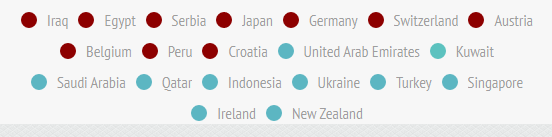 Iraq Egypt Serbia Japan Germany Switzerland Austria
Belgium Peru Croatia United Arab Emirates Kuwait
Saudi Arabia Qatar Indonesia Ukraine Turkey Singapore
Ireland New Zealand